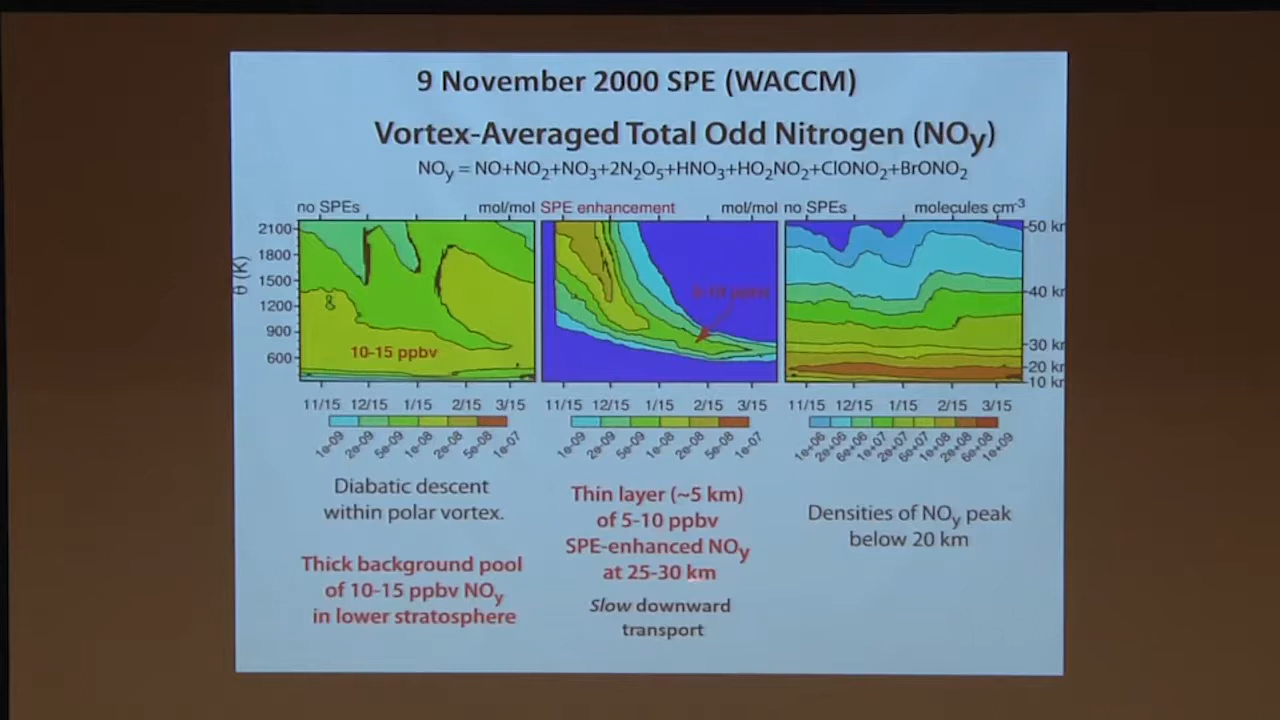 9 November 2000 SPE (WACCM)
Vortex-Averaged Total Odd Nitrogen (NOy)
NOy = NO+NO2+NO3+2N2O5+HNO3+HO2NO2+ClONO2+BrONO2
no SPEs mol/mol SPE enhancement mol/mol no SPEs molecules cm-3
θ (K)
2100
1800
1500
1200
900
600
8
10-15 ppbv
5-10 ppbv
50 km
40 km
30 km
20 km
10 km
11/15 12/15 1/15 2/15 3/15 11/15 12/15 1/15 2/15 3/15 11/15 12/15 1/15 2/15 3/15
1e-09 2e-09 5e-09 1e-08 2e-08 5e-08 1e-07 1e-09 2e-09 5e-09 1e-08 2e-08 5e-08 1e-07 1e+06 2e+06 6e+06 1e+07 2e+07 6e+07 1e+08 2e+08 6e+08 1e+09
Diabatic descent
within polar vortex.
Thick background pool
of 10-15 ppbv NOy
in lower stratosphere
Thin layer (~5 km)
of 5-10 ppbv
SPE-enhanced NOy
at 25-30 km
Slow downward
transport
Densities of NOy peak
below 20 km